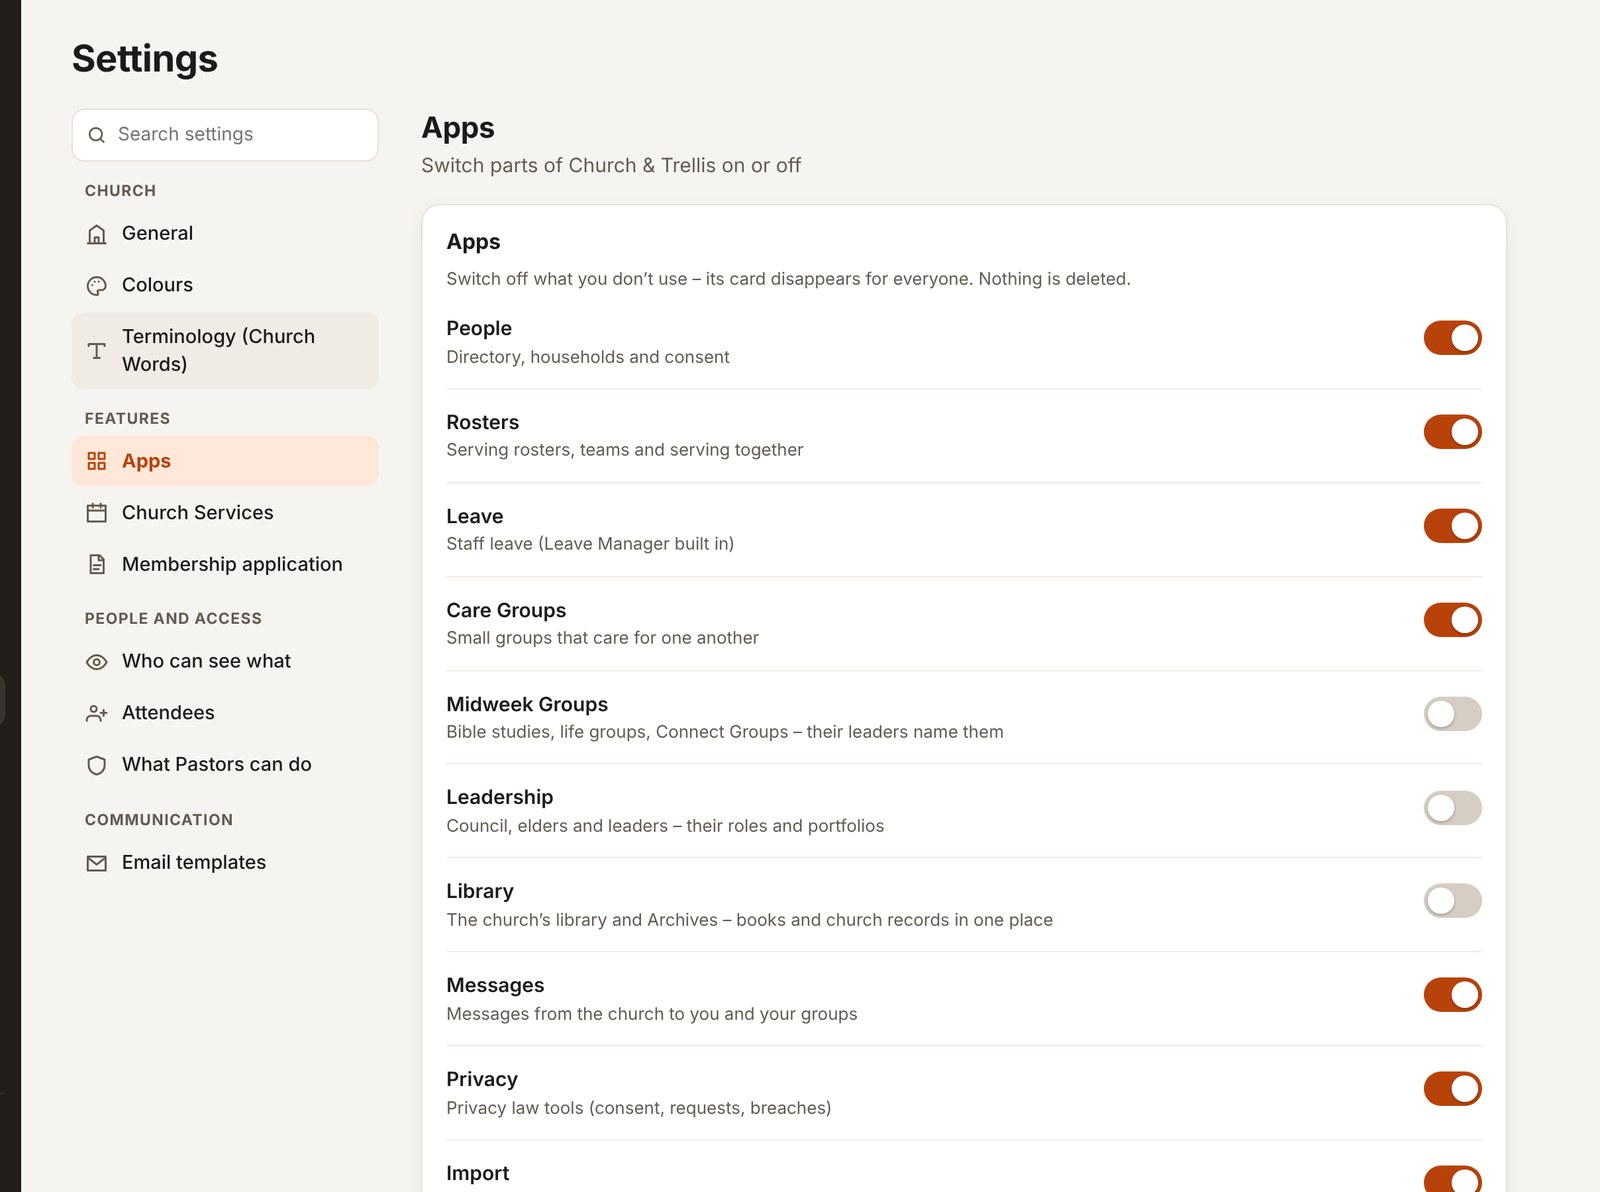 Settings
Search settings
CHURCH
General
Colours
Terminology (Church
Words)
FEATURES
Apps
Church Services
Membership application
PEOPLE AND ACCESS
Who can see what
Attendees
What Pastors can do
COMMUNICATION
Email templates
Apps
Switch parts of Church & Trellis on or off
Apps
Switch off what you don’t use – its card disappears for everyone. Nothing is deleted.
People
Directory, households and consent
Rosters
Serving rosters, teams and serving together
Leave
Staff leave (Leave Manager built in)
Care Groups
Small groups that care for one another
Midweek Groups
Bible studies, life groups, Connect Groups – their leaders name them
Leadership
Council, elders and leaders – their roles and portfolios
Library
The church’s library and Archives – books and church records in one place
Messages
Messages from the church to you and your groups
Privacy
Privacy law tools (consent, requests, breaches)
Import